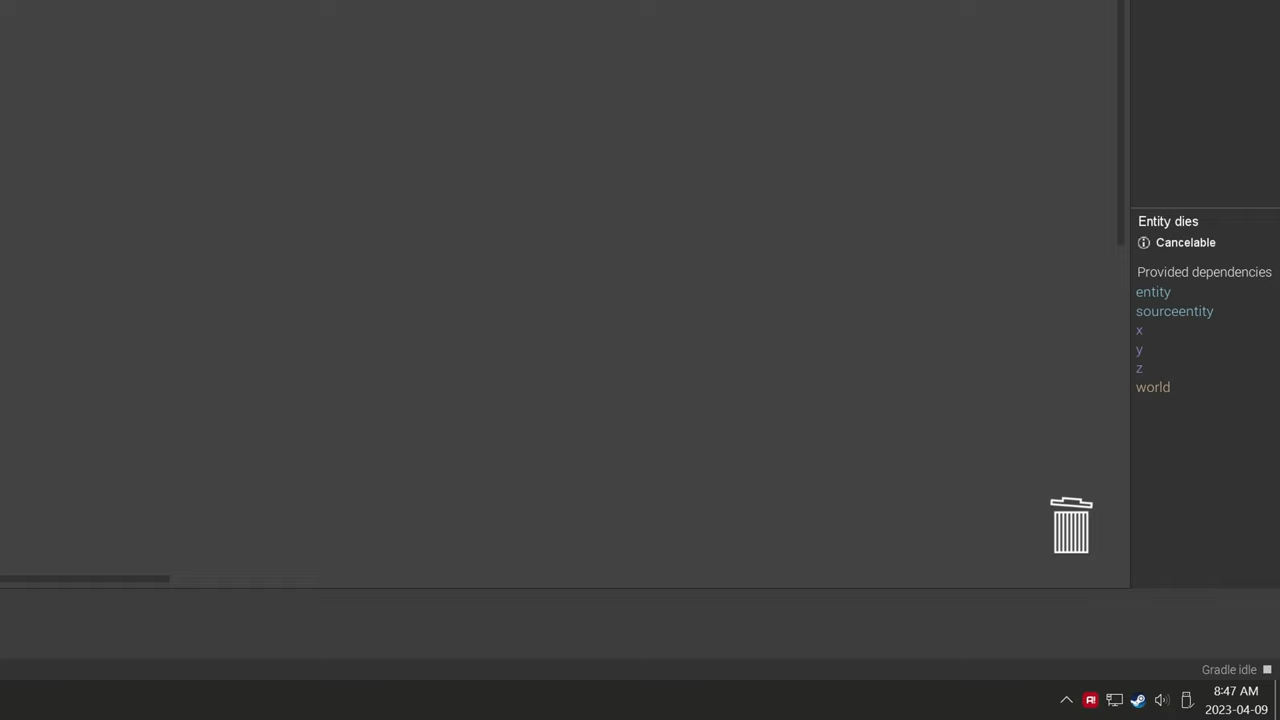 Entity dies
Cancelable
Provided dependencies
entity
sourceentity
x
y
z
world
Gradle idle
8:47 AM
2023-04-09